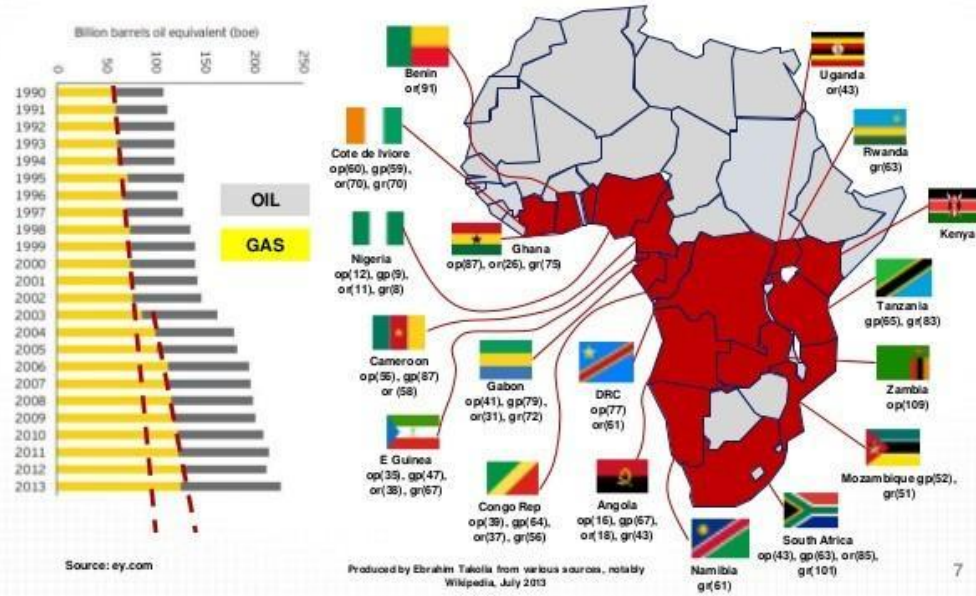 Billion barrels oil equivalent (boe)
0 50 100 150 200 250
1990
1991
1992
1993
1994
1995
1996
1997
1998
1999
2000
2001
2002
2003
2004
2005
2006
2007
2008
2009
2010
2011
2012
2013
OIL
GAS
Source: ey.com
Benin
or(91)
Cote de Iviore
op(60), gp(59),
or(70), gr(70)
Nigeria
op(12), gp(9),
or(11), gr(8)
Ghana
op(87), or(26), gr(75)
Cameroon
op(56), gp(87)
or (58)
Gabon
op(41), gp(79),
or(31), gr(72)
E Guinea
op(35), gp(47),
or(38), gr(67)
Congo Rep
op(39), gp(64),
or(37), gr(56)
DRC
op(77)
or(61)
Angola
op(16), gp(67),
or(18), gr(43)
Namibia
gr(61)
South Africa
op(43), gp(63), or(85),
gr(101)
Mozambique gp(52),
gr(51)
Zambia
op(109)
Tanzania
gp(65), gr(83)
Kenya
Rwanda
gr(63)
Uganda
or(43)
Produced by Ebrahim Takolia from various sources, notably
Wikipedia, July 2013
7